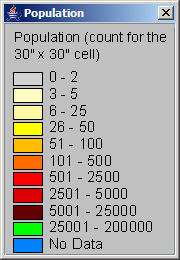 Population
Population (count for the
30" x 30" cell)
0 - 2
3 - 5
6 - 25
26 - 50
51 - 100
101 - 500
501 - 2500
2501 - 5000
5001 - 25000
25001 - 200000
No Data